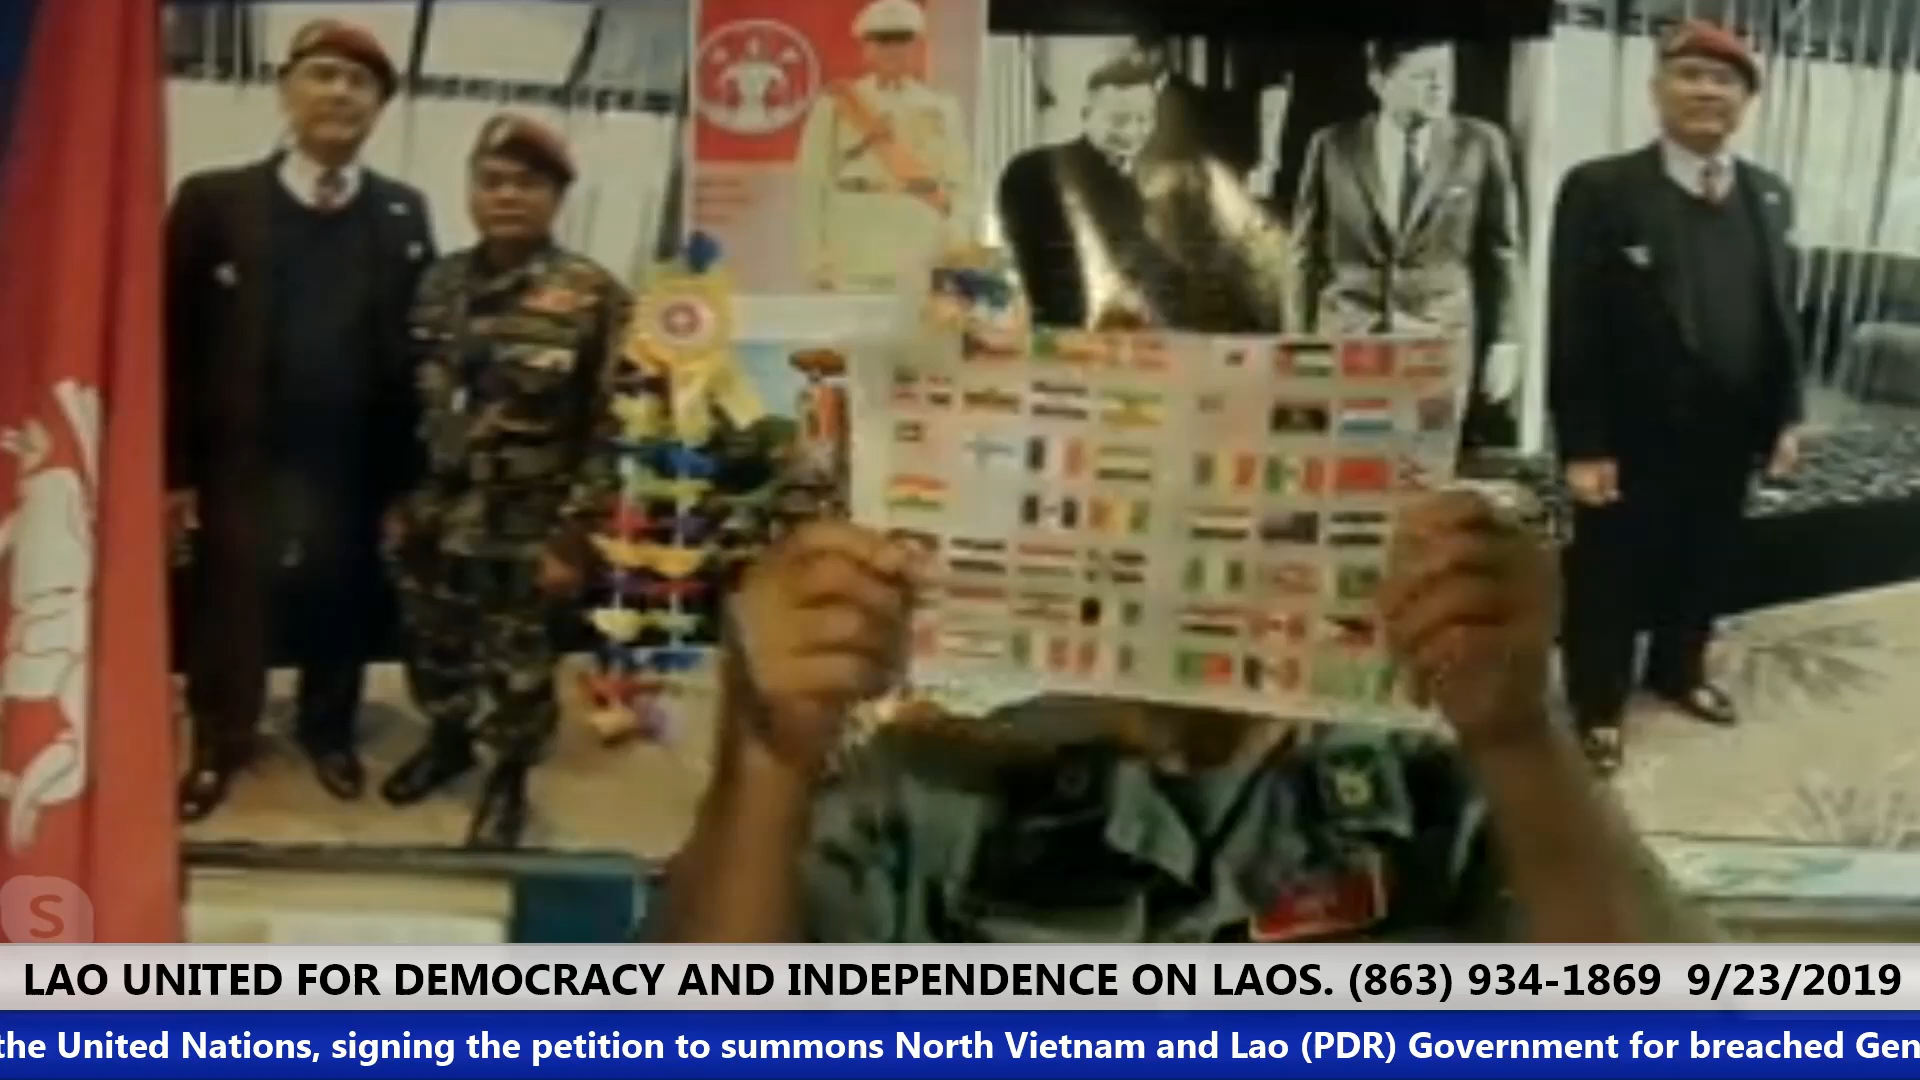 S
LAO UNITED FOR DEMOCRACY AND INDEPENDENCE ON LAOS. (863) 934-1869 9/23/2019
the United Nations, signing the petition to summons North Vietnam and Lao (PDR) Government for breached Gen